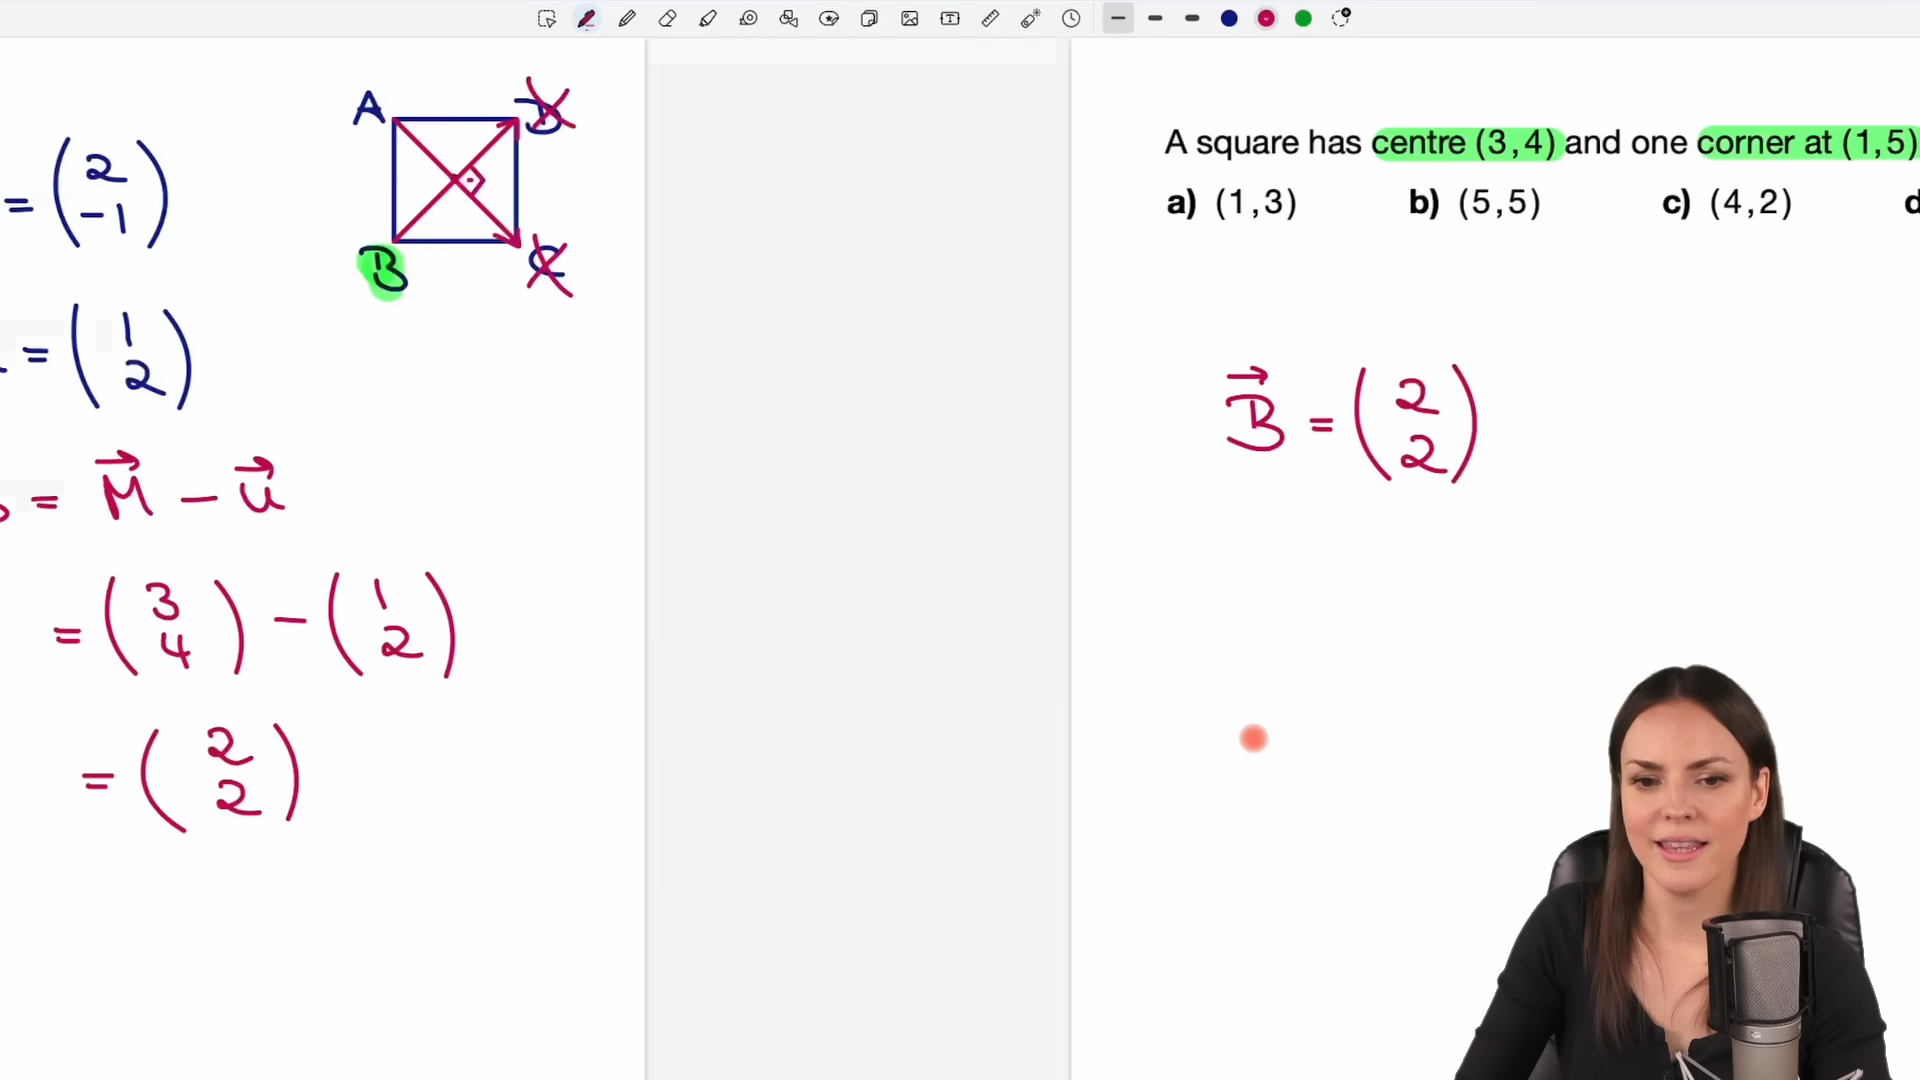 A D
B C
= ( 2 -1 )
= ( 1 2 )
= M⃗ − u⃗
= ( 3 4 ) − ( 1 2 )
= ( 2 2 )
A square has centre (3,4) and one corner at (1,5)
a) (1,3) b) (5,5) c) (4,2)
B⃗ = ( 2 2 )